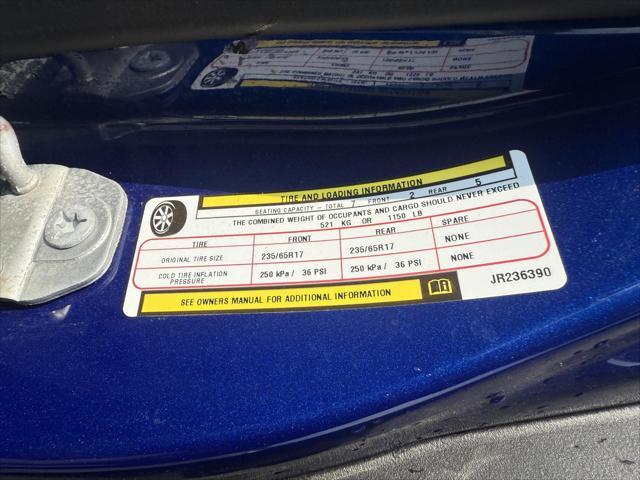 TIRE AND LOADING INFORMATION
SEATING CAPACITY - TOTAL 7 FRONT 2 REAR 5
THE COMBINED WEIGHT OF OCCUPANTS AND CARGO SHOULD NEVER EXCEED
521 KG OR 1150 LB
TIRE FRONT REAR SPARE
ORIGINAL TIRE SIZE 235/65R17 235/65R17 NONE
COLD TIRE INFLATION PRESSURE 250 kPa / 36 PSI 250 kPa / 36 PSI NONE
SEE OWNERS MANUAL FOR ADDITIONAL INFORMATION
JR236390